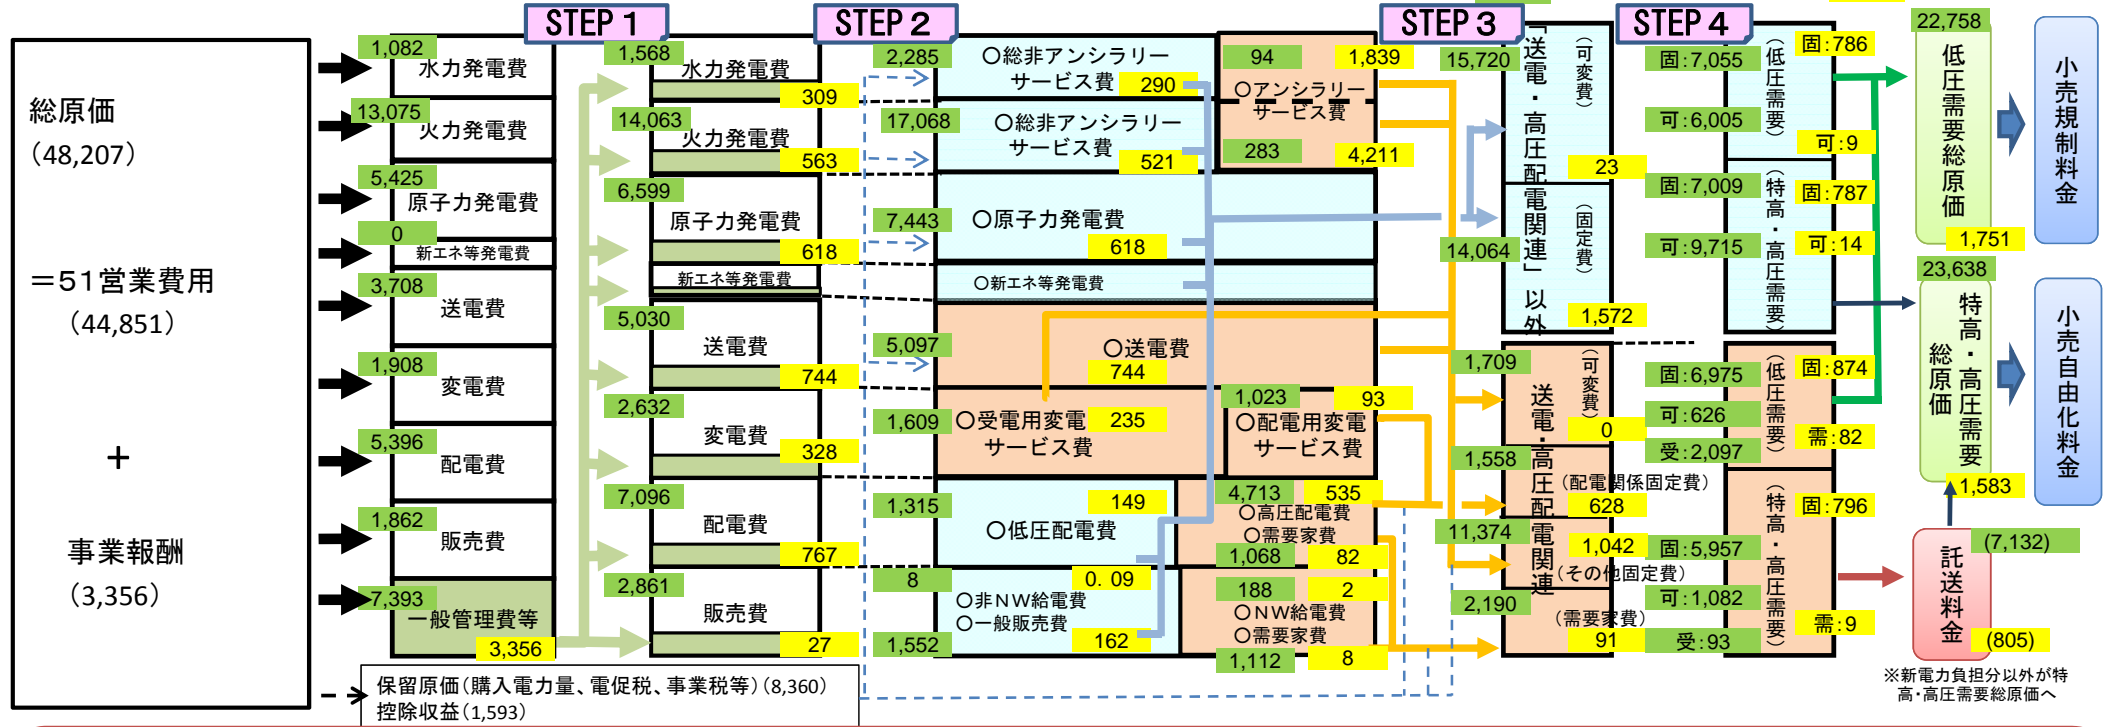 STEP 1
STEP 2
STEP 3
STEP 4
総原価
(48,207)
＝51営業費用
(44,851)
+
事業報酬
(3,356)
1,082
水力発電費
13,075
火力発電費
5,425
原子力発電費
0
新エネ等発電費
3,708
送電費
1,908
変電費
5,396
配電費
1,862
販売費
7,393
一般管理費等
3,356
1,568
水力発電費
309
14,063
火力発電費
563
6,599
原子力発電費
618
新エネ等発電費
5,030
送電費
744
2,632
変電費
328
7,096
配電費
767
2,861
販売費
27
保留原価(購入電力量、電促税、事業税等)(8,360)
控除収益(1,593)
2,285
○総非アンシラリー
サービス費
290
94
1,839
○アンシラリー
サービス費
17,068
○総非アンシラリー
サービス費
521
283
4,211
7,443
○原子力発電費
618
○新エネ等発電費
5,097
○送電費
744
1,609
○受電用変電
サービス費
235
1,023
93
○配電用変電
サービス費
1,315
○低圧配電費
149
4,713
535
○高圧配電費
○需要家費
1,068
82
8
0.09
○非NW給電費
○一般販売費
1,552
162
188
2
○NW給電費
○需要家費
1,112
8
15,720
「送電・高圧配電関連」以外
(可変費)
23
14,064
(固定費)
1,572
1,709
送電・高圧配電関連
(可変費)
0
1,558
(配電関係固定費)
628
11,374
1,042
(その他固定費)
2,190
(需要家費)
91
固:7,055
(低圧需要)
固:786
可:6,005
可:9
固:7,009
(特高・高圧需要)
固:787
可:9,715
可:14
固:6,975
(低圧需要)
固:874
可:626
受:2,097
需:82
(特高・高圧需要)
固:796
固:5,957
可:1,082
受:93
需:9
22,758
低圧需要総原価
1,751
小売規制料金
23,638
特高・高圧需要
総原価
1,583
小売自由化料金
(7,132)
託送料金
(805)
※新電力負担分以外が特
高・高圧需要総原価へ